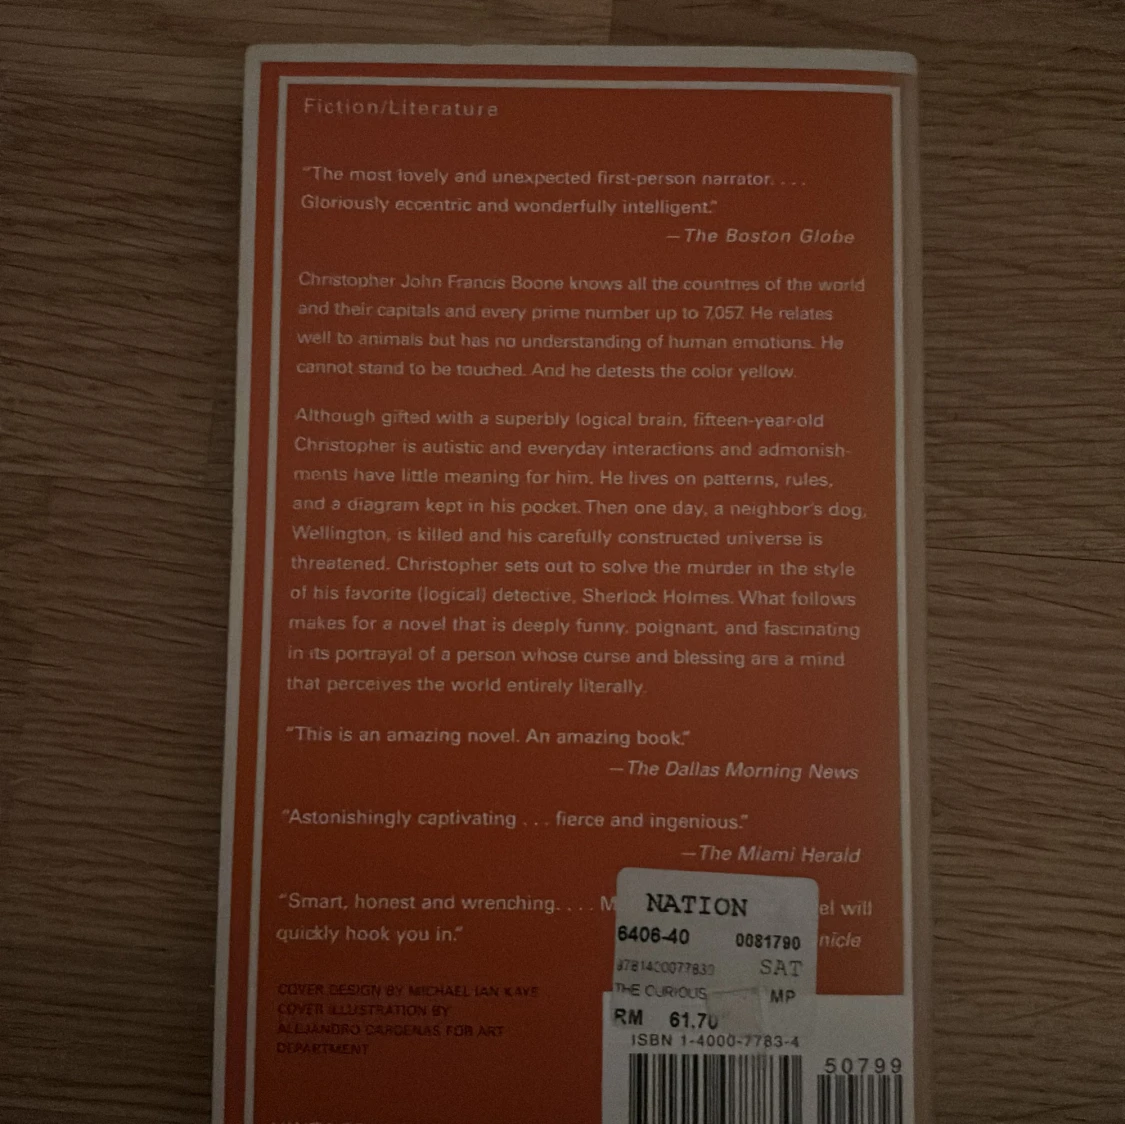 Fiction/Literature
"The most lovely and unexpected first-person narrator. . . .
Gloriously eccentric and wonderfully intelligent."
—The Boston Globe
Christopher John Francis Boone knows all the countries of the world
and their capitals and every prime number up to 7,057. He relates
well to animals but has no understanding of human emotions. He
cannot stand to be touched. And he detests the color yellow.
Although gifted with a superbly logical brain, fifteen-year-old
Christopher is autistic and everyday interactions and admonish-
ments have little meaning for him. He lives on patterns, rules,
and a diagram kept in his pocket. Then one day, a neighbor's dog,
Wellington, is killed and his carefully constructed universe is
threatened. Christopher sets out to solve the murder in the style
of his favorite (logical) detective, Sherlock Holmes. What follows
makes for a novel that is deeply funny, poignant, and fascinating
in its portrayal of a person whose curse and blessing are a mind
that perceives the world entirely literally.
"This is an amazing novel. An amazing book."
—The Dallas Morning News
"Astonishingly captivating . . . fierce and ingenious."
—The Miami Herald
"Smart, honest and wrenching. . . . M el will
quickly hook you in."
nicle
NATION
6406-40 0081790
9781400077839 SAT
THE CURIOUS MP
RM 61.70
COVER DESIGN BY MICHAEL IAN KAYE
COVER ILLUSTRATION BY
ALEJANDRO CARDENAS FOR ART
DEPARTMENT
ISBN 1-4000-7783-4
50799